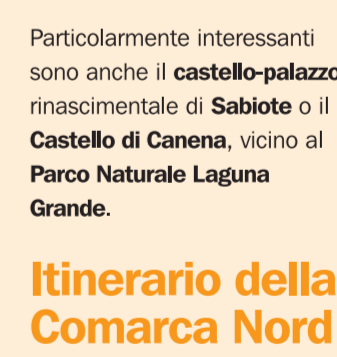 Particolarmente interessanti
sono anche il castello-palazzo
rinascimentale di Sabiote o il
Castello di Canena, vicino al
Parco Naturale Laguna
Grande.
Itinerario della
Comarca Nord